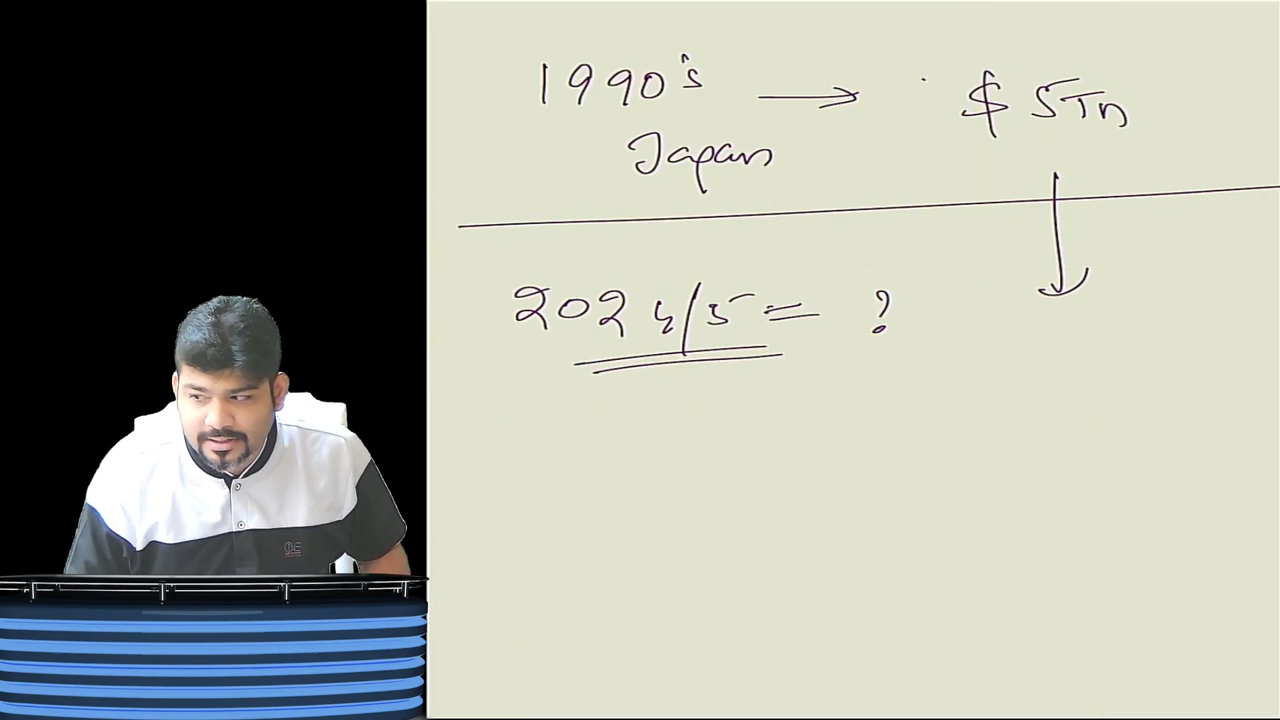 1990's → $ 5Tn
Japan
2024/5 = ?